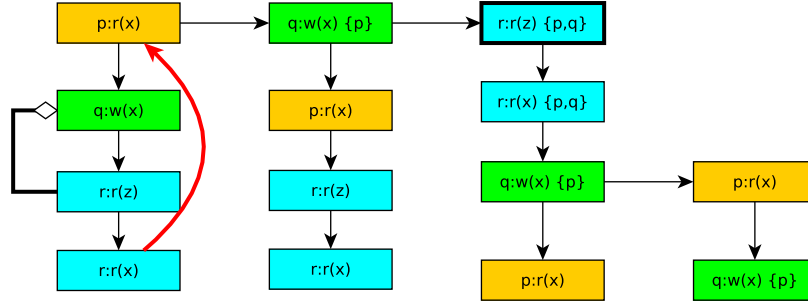 p:r(x)
q:w(x) {p}
r:r(z) {p,q}
q:w(x)
p:r(x)
r:r(x) {p,q}
r:r(z)
r:r(z)
q:w(x) {p}
p:r(x)
r:r(x)
r:r(x)
p:r(x)
q:w(x) {p}